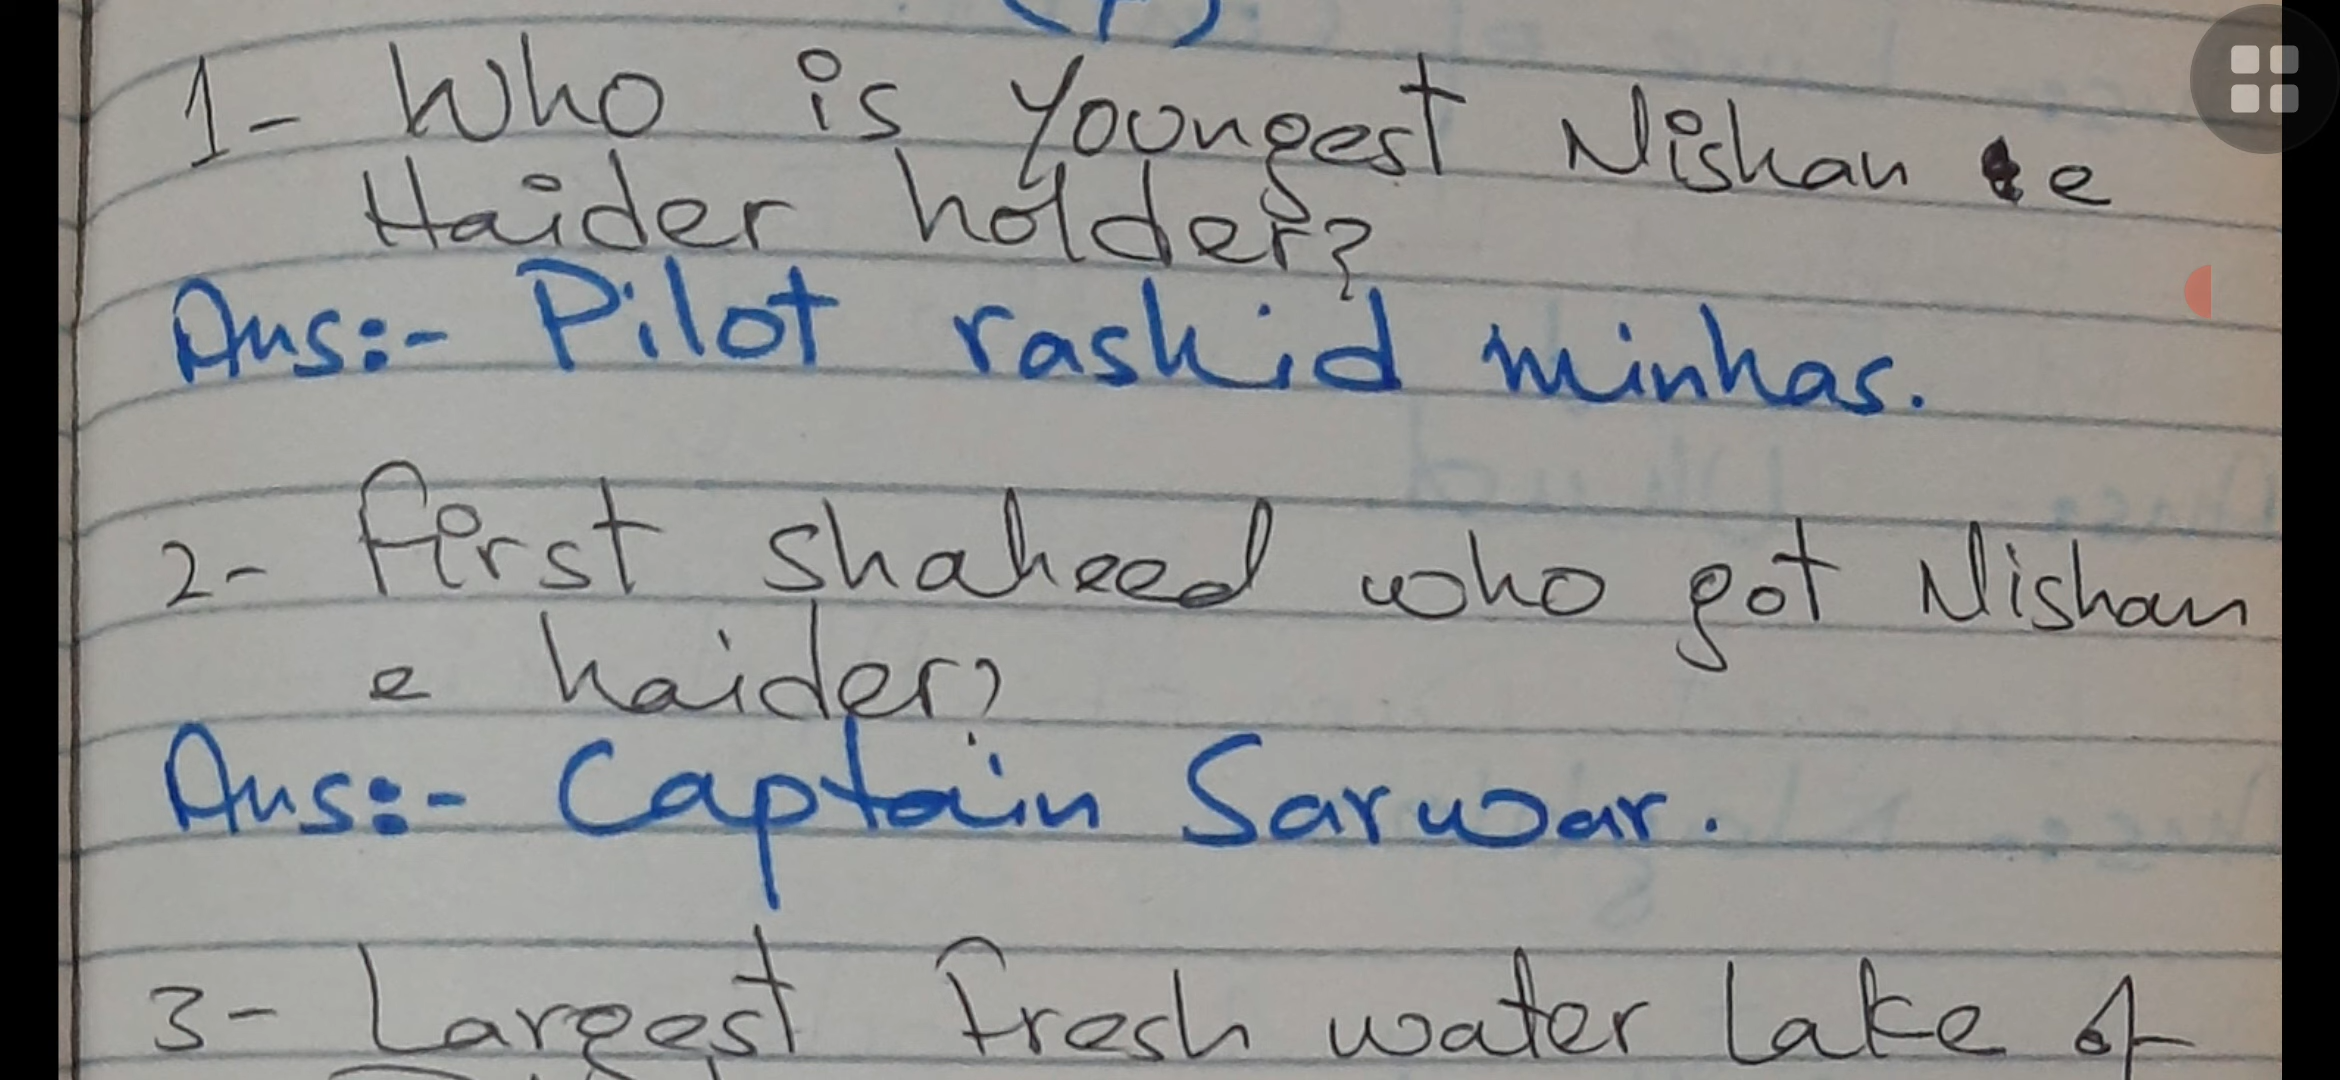 1- Who is youngest Nishan e
Haider holder?
Ans:- Pilot rashid minhas.
2- first shaheed who got Nishan
e haider?
Ans:- Captain Sarwar.
3- Largest fresh water lake of